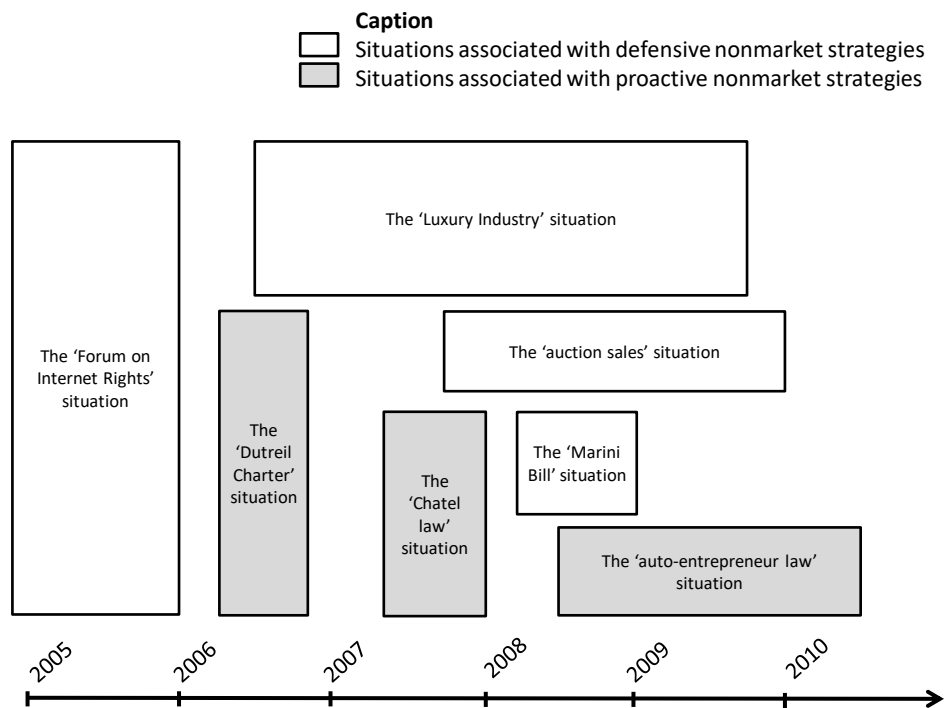 Caption
Situations associated with defensive nonmarket strategies
Situations associated with proactive nonmarket strategies
The ‘Luxury Industry’ situation
The ‘Forum on
Internet Rights’
situation
The ‘auction sales’ situation
The
‘Dutreil
Charter’
situation
The
‘Chatel
law’
situation
The ‘Marini
Bill’ situation
The ‘auto-entrepreneur law’
situation
2005
2006
2007
2008
2009
2010